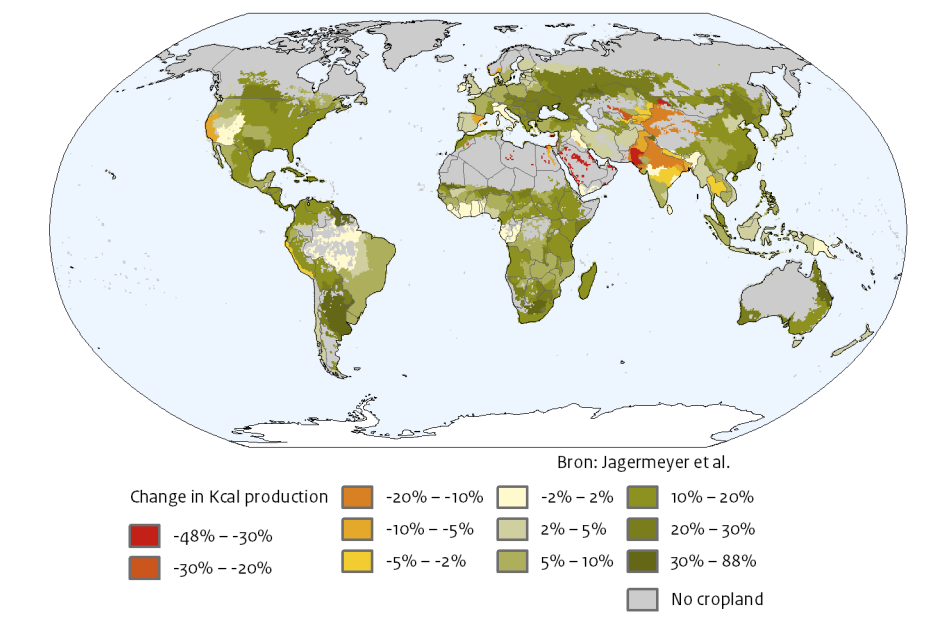 Bron: Jagermeyer et al.
Change in Kcal production
-48% – -30%
-30% – -20%
-20% – -10%
-10% – -5%
-5% – -2%
-2% – 2%
2% – 5%
5% – 10%
10% – 20%
20% – 30%
30% – 88%
No cropland